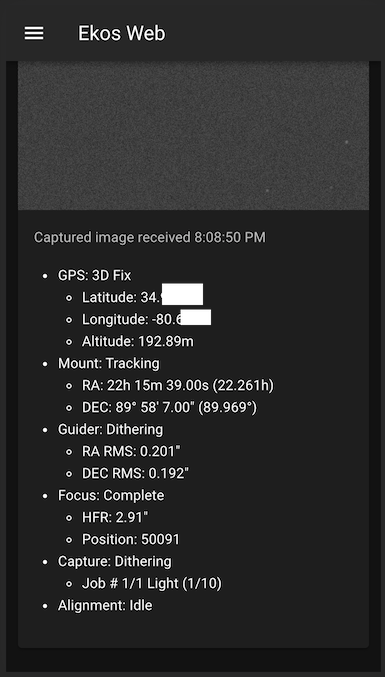 Ekos Web
Captured image received 8:08:50 PM
GPS: 3D Fix
Latitude: 34.
Longitude: -80.6
Altitude: 192.89m
Mount: Tracking
RA: 22h 15m 39.00s (22.261h)
DEC: 89° 58' 7.00" (89.969°)
Guider: Dithering
RA RMS: 0.201"
DEC RMS: 0.192"
Focus: Complete
HFR: 2.91"
Position: 50091
Capture: Dithering
Job # 1/1 Light (1/10)
Alignment: Idle